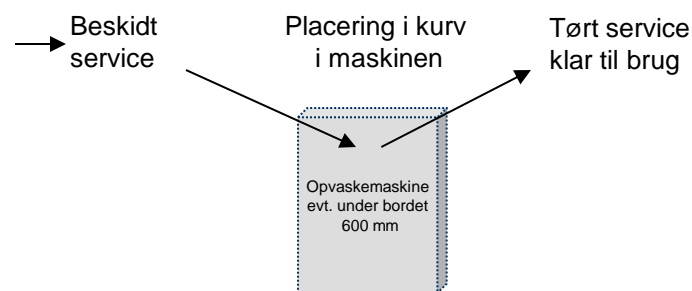 Beskidt
service
Placering i kurv
i maskinen
Tørt service
klar til brug
Opvaskemaskine
evt. under bordet
600 mm